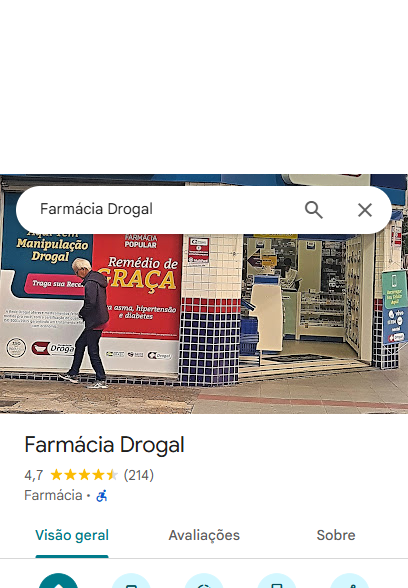 Farmácia Drogal
Aqui Tem
Manipulação
Drogal
Traga sua Rece
FARMÁCIA
POPULAR
Remédio de
GRAÇA
a asma, hipertensão
e diabetes
Drogal
Farmácia Drogal
4,7 (214)
Farmácia ·
Visão geral
Avaliações
Sobre